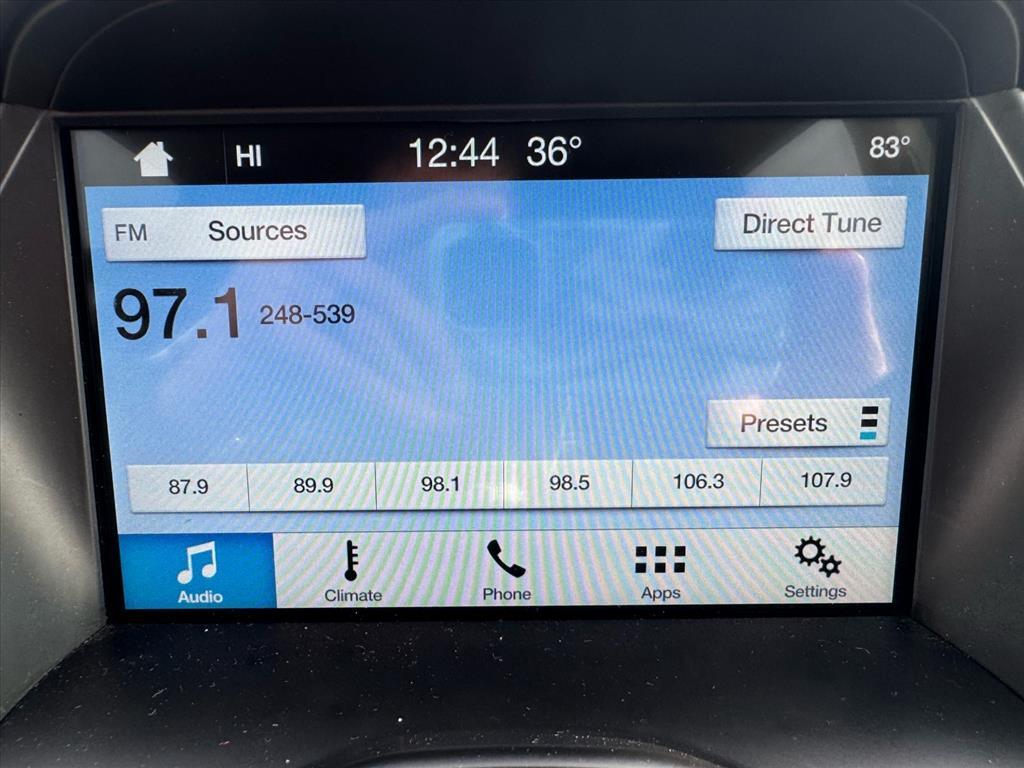 HI 12:44 36° 83°
FM Sources
Direct Tune
97.1 248-539
Presets
87.9 89.9 98.1 98.5 106.3 107.9
Audio Climate Phone Apps Settings